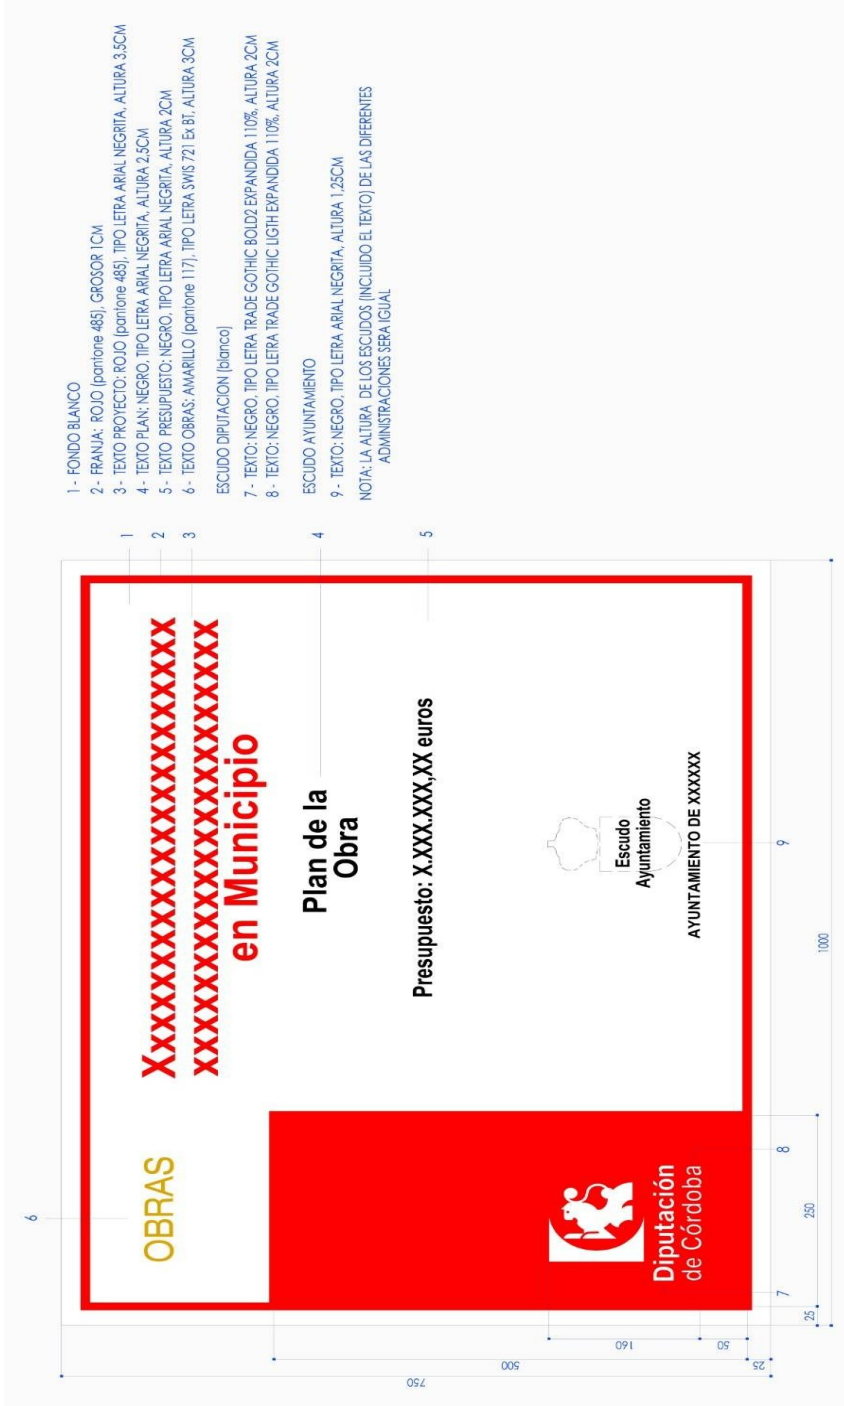 6
OBRAS
Xxxxxxxxxxxxxxxxxxxxxxx
xxxxxxxxxxxxxxxxxxxxxxx
en Municipio
Plan de la
Obra
Presupuesto: X.XXX.XXX,XX euros
Escudo
Ayuntamiento
AYUNTAMIENTO DE XXXXXX
Diputación
de Córdoba
1
2
3
4
5
7
8
9
750
500
160
50
25
25
250
1000
1 - FONDO BLANCO
2- FRANJA: ROJO (pantone 485), GROSOR 1CM
3 - TEXTO PROYECTO: ROJO (pantone 485), TIPO LETRA ARIAL NEGRITA, ALTURA 3,5CM
4 - TEXTO PLAN: NEGRO, TIPO LETRA ARIAL NEGRITA, ALTURA 2,5CM
5 - TEXTO PRESUPUESTO: NEGRO, TIPO LETRA ARIAL NEGRITA, ALTURA 2CM
6 - TEXTO OBRAS: AMARILLO (pantone 117), TIPO LETRA SWIS 721 Ex BT, ALTURA 3CM
ESCUDO DIPUTACION (blanco)
7 - TEXTO: NEGRO, TIPO LETRA TRADE GOTHIC BOLD2 EXPANDIDA 110%, ALTURA 2CM
8 - TEXTO: NEGRO, TIPO LETRA TRADE GOTHIC LIGTH EXPANDIDA 110%, ALTURA 2CM
ESCUDO AYUNTAMIENTO
9 - TEXTO: NEGRO, TIPO LETRA ARIAL NEGRITA, ALTURA 1,25CM
NOTA: LA ALTURA DE LOS ESCUDOS (INCLUIDO EL TEXTO) DE LAS DIFERENTES
ADMINISTRACIONES SERA IGUAL